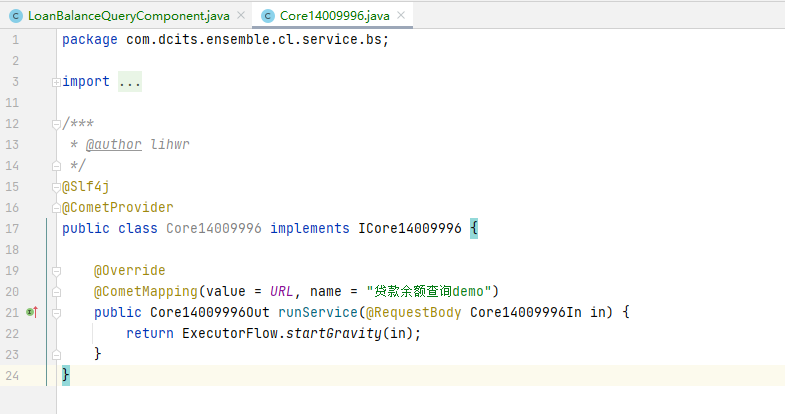 LoanBalanceQueryComponent.java × Core14009996.java ×
1 package com.dcits.ensemble.cl.service.bs;
2
3 import ...
11
12 /***
13  * @author lihwr
14  */
15 @Slf4j
16 @CometProvider
17 public class Core14009996 implements ICore14009996 {
18
19     @Override
20     @CometMapping(value = URL, name = "贷款余额查询demo")
21     public Core14009996Out runService(@RequestBody Core14009996In in) {
22         return ExecutorFlow.startGravity(in);
23     }
24 }